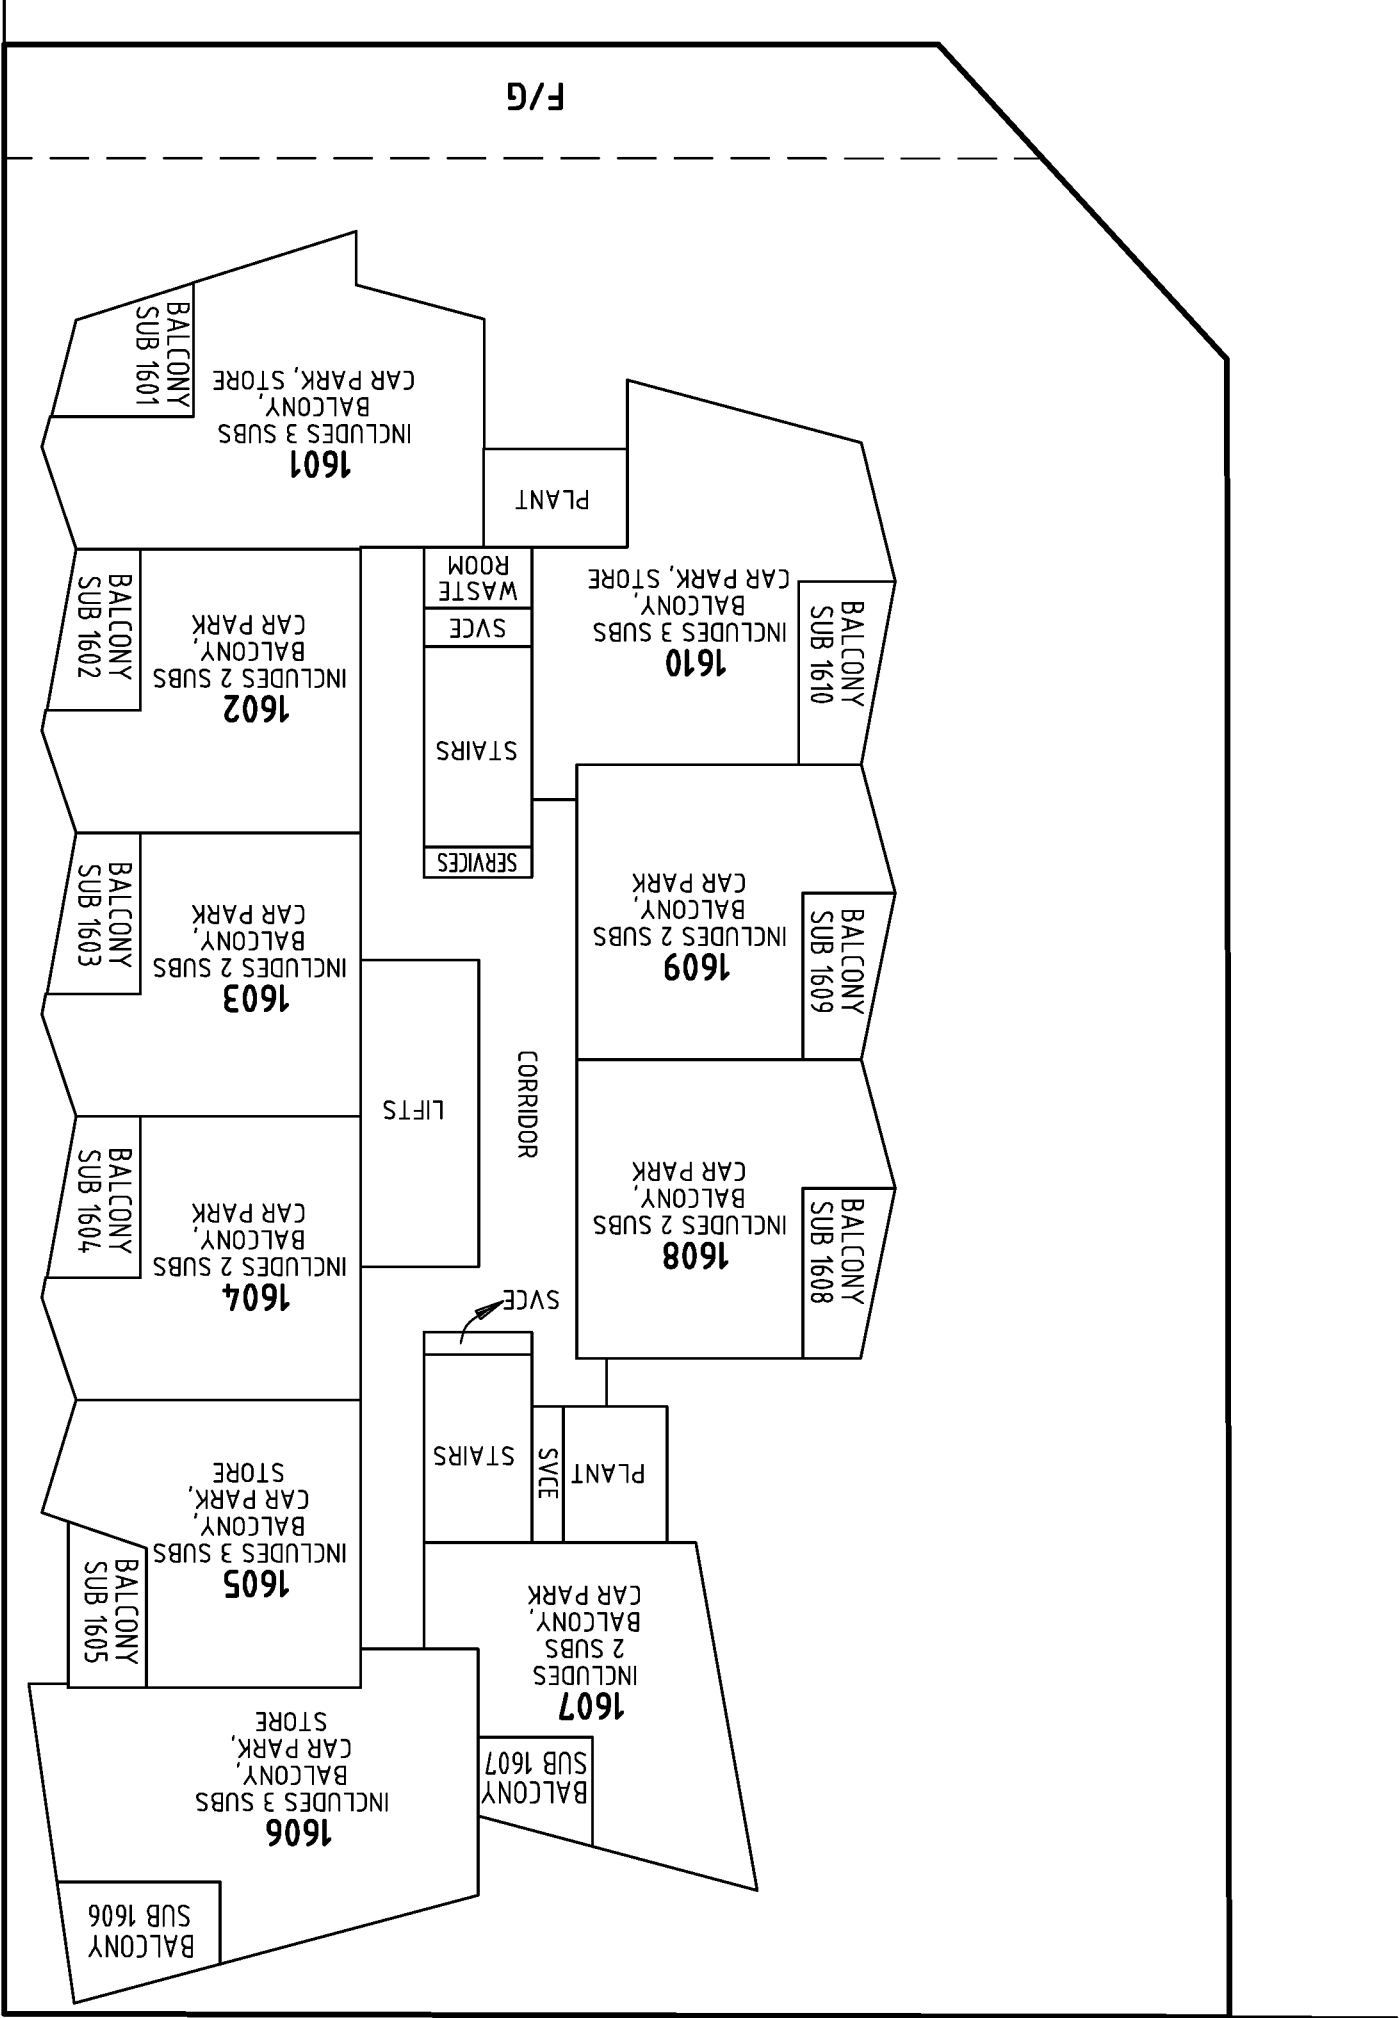 BALCONY
SUB 1606
1606
INCLUDES 3 SUBS
BALCONY,
CAR PARK,
STORE
BALCONY
SUB 1607
1607
INCLUDES
2 SUBS
BALCONY,
CAR PARK
BALCONY
SUB 1605
1605
INCLUDES 3 SUBS
BALCONY,
CAR PARK,
STORE
PLANT
SVCE
STAIRS
SVCE
BALCONY
SUB 1608
1608
INCLUDES 2 SUBS
BALCONY,
CAR PARK
1604
INCLUDES 2 SUBS
BALCONY,
CAR PARK
BALCONY
SUB 1604
CORRIDOR
LIFTS
BALCONY
SUB 1609
1609
INCLUDES 2 SUBS
BALCONY,
CAR PARK
1603
INCLUDES 2 SUBS
BALCONY,
CAR PARK
BALCONY
SUB 1603
SERVICES
STAIRS
SVCE
WASTE
ROOM
BALCONY
SUB 1610
1610
INCLUDES 3 SUBS
BALCONY,
CAR PARK, STORE
1602
INCLUDES 2 SUBS
BALCONY,
CAR PARK
BALCONY
SUB 1602
PLANT
1601
INCLUDES 3 SUBS
BALCONY,
CAR PARK, STORE
BALCONY
SUB 1601
F/G